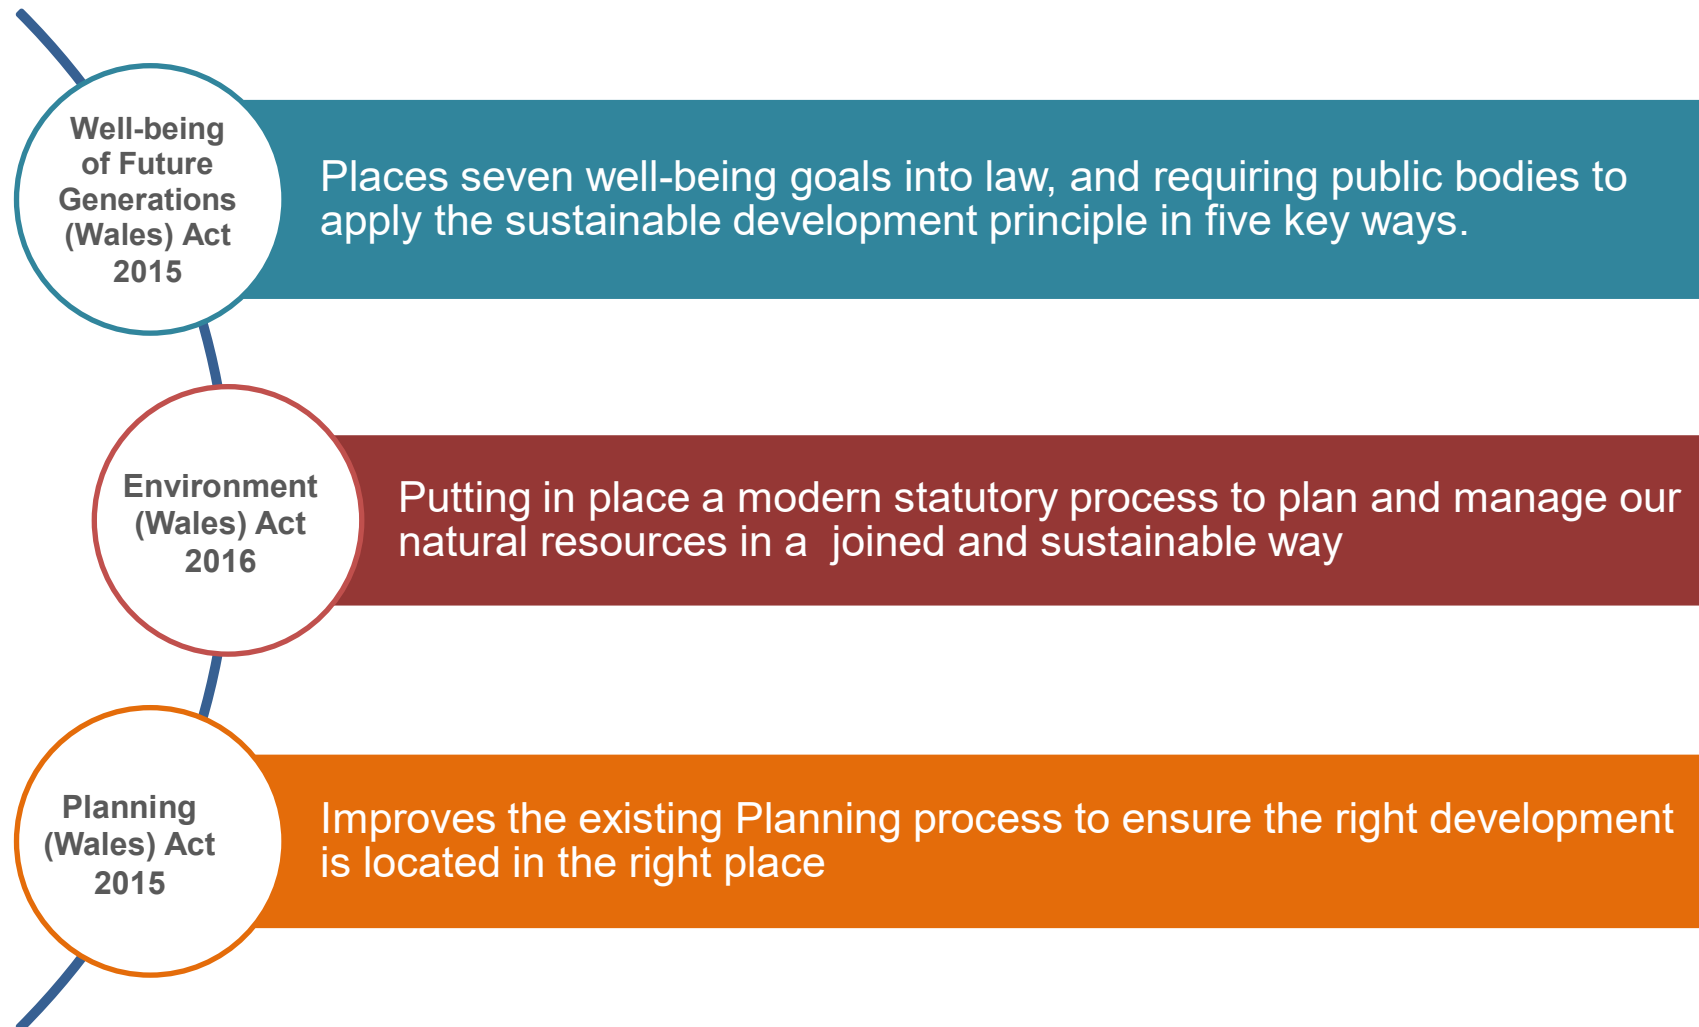 Well-being
of Future
Generations
(Wales) Act
2015
Places seven well-being goals into law, and requiring public bodies to
apply the sustainable development principle in five key ways.
Environment
(Wales) Act
2016
Putting in place a modern statutory process to plan and manage our
natural resources in a  joined and sustainable way
Planning
(Wales) Act
2015
Improves the existing Planning process to ensure the right development
is located in the right place